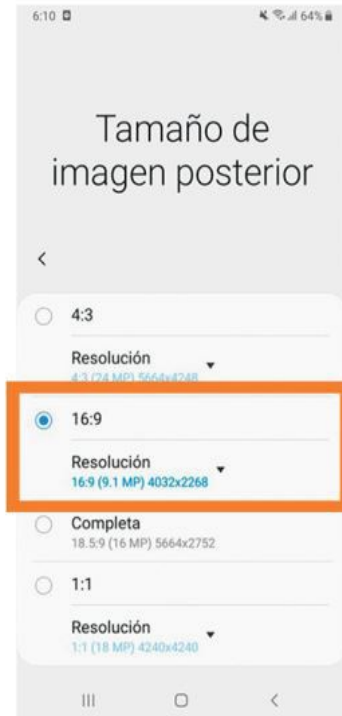 6:10 64%
Tamaño de
imagen posterior
4:3
Resolución
4:3 (24 MP) 5664x4248
16:9
Resolución
16:9 (9.1 MP) 4032x2268
Completa
18.5:9 (16 MP) 5664x2752
1:1
Resolución
1:1 (18 MP) 4240x4240